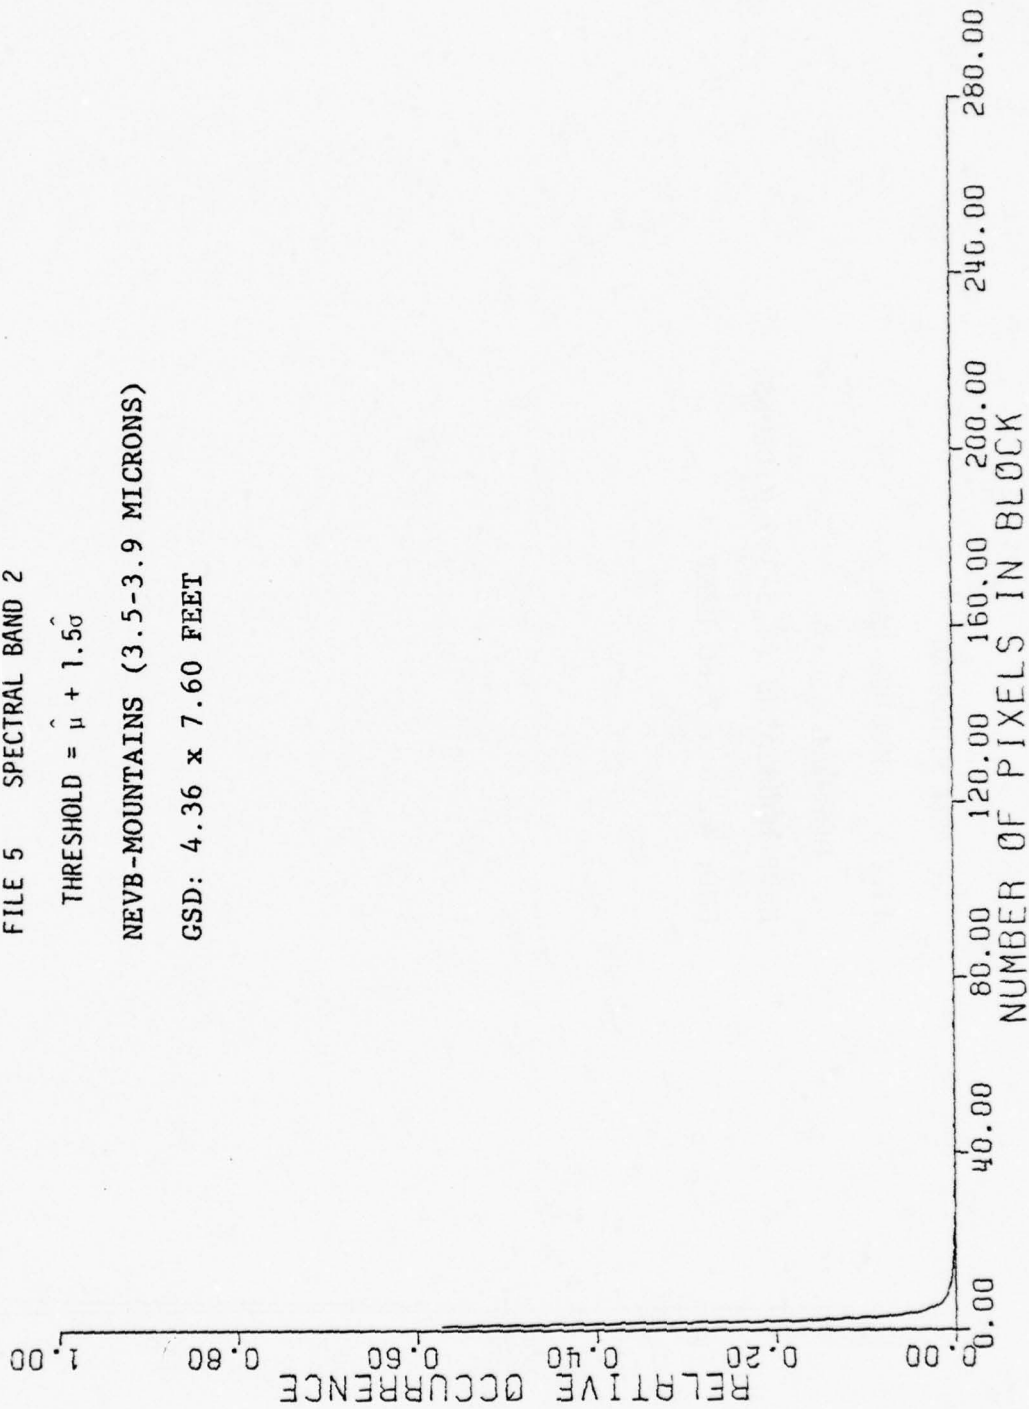 FILE 5 SPECTRAL BAND 2
THRESHOLD = μ̂ + 1.5σ̂
NEVB-MOUNTAINS (3.5-3.9 MICRONS)
GSD: 4.36 x 7.60 FEET
RELATIVE OCCURRENCE
1.00
0.80
0.60
0.40
0.20
0.00
0.00 40.00 80.00 120.00 160.00 200.00 240.00 280.00
NUMBER OF PIXELS IN BLOCK